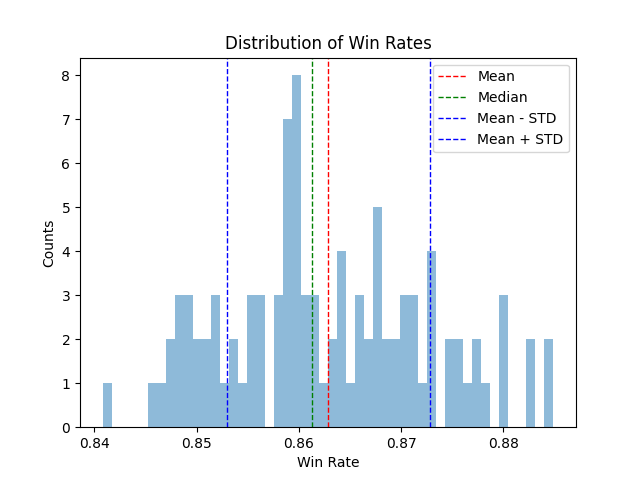 Distribution of Win Rates
Mean
Median
Mean - STD
Mean + STD
8
7
6
5
4
3
2
1
0
Counts
0.84 0.85 0.86 0.87 0.88
Win Rate